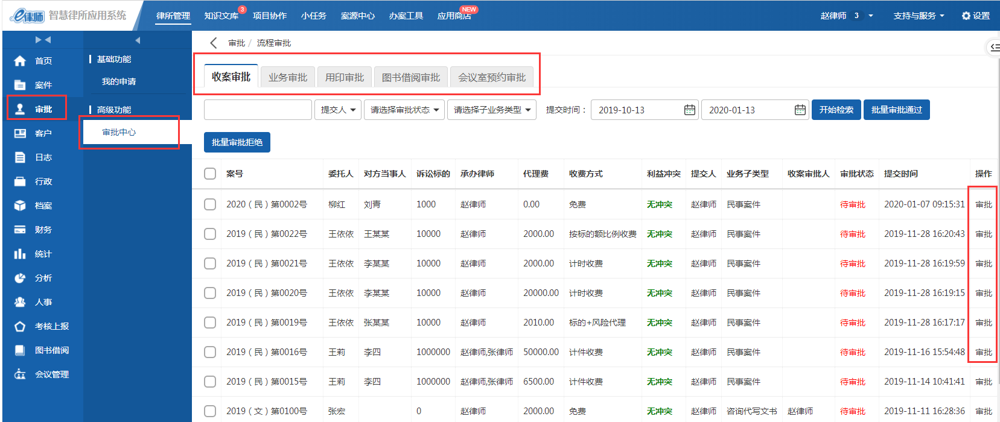 e律师 智慧律所应用系统 律所管理 知识文库 3 项目协作 小任务 案源中心 办案工具 应用商店 NEW 赵律师 3 支持与服务 设置
首页
案件
审批
客户
日志
行政
档案
财务
统计
分析
人事
考核上报
图书借阅
会议管理
基础功能
我的申请
高级功能
审批中心
审批 / 流程审批
收案审批 业务审批 用印审批 图书借阅审批 会议室预约审批
提交人 请选择审批状态 请选择子业务类型 提交时间： 2019-10-13 2020-01-13 开始检索 批量审批通过
批量审批拒绝
案号 委托人 对方当事人 诉讼标的 承办律师 代理费 收费方式 利益冲突 提交人 业务子类型 收案审批人 审批状态 提交时间 操作
2020（民）第0002号 柳红 刘青 1000 赵律师 0.00 免费 无冲突 赵律师 民事案件 待审批 2020-01-07 09:15:31 审批
2019（民）第0022号 王依依 王某某 10000 赵律师 2000.00 按标的额比例收费 无冲突 赵律师 民事案件 待审批 2019-11-28 16:20:43 审批
2019（民）第0021号 王依依 李某某 10000 赵律师 2000.00 计时收费 无冲突 赵律师 民事案件 待审批 2019-11-28 16:19:59 审批
2019（民）第0020号 王依依 李某某 10000 赵律师 20000.00 计时收费 无冲突 赵律师 民事案件 待审批 2019-11-28 16:19:15 审批
2019（民）第0019号 王依依 张某某 10000 赵律师 2010.00 标的+风险代理 无冲突 赵律师 民事案件 待审批 2019-11-28 16:17:17 审批
2019（民）第0016号 王莉 李四 1000000 赵律师,张律师 50000.00 计件收费 无冲突 赵律师 民事案件 待审批 2019-11-16 15:54:48 审批
2019（民）第0015号 王莉 李四 1000000 赵律师,张律师 6500.00 计件收费 无冲突 赵律师 民事案件 待审批 2019-11-14 10:41:41 审批
2019（文）第0100号 张宏 0 赵律师 2000.00 免费 无冲突 赵律师 咨询代写文书 赵律师 待审批 2019-11-11 16:28:36 审批